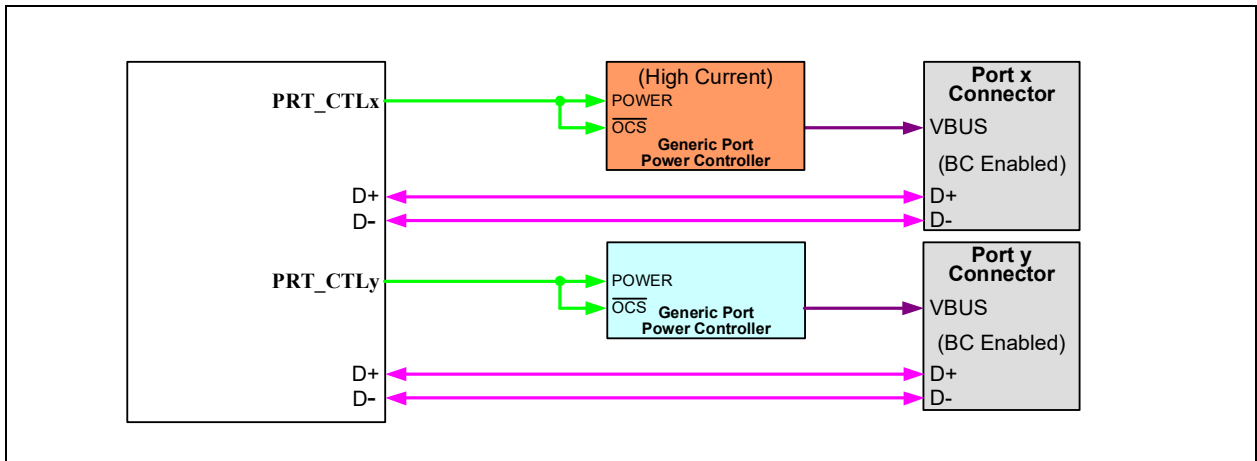 PRT_CTLx
D+
D-
(High Current)
POWER
OCS
Generic Port
Power Controller
Port x
Connector
VBUS
(BC Enabled)
D+
D-
PRT_CTLy
D+
D-
POWER
OCS
Generic Port
Power Controller
Port y
Connector
VBUS
(BC Enabled)
D+
D-